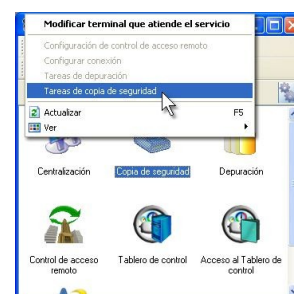 Modificar terminal que atiende el servicio
Configuración de control de acceso remoto
Configurar conexión
Tareas de depuración
Tareas de copia de seguridad
Actualizar F5
Ver
Centralización Copia de seguridad Depuración
Control de acceso remoto Tablero de control Acceso al Tablero de control